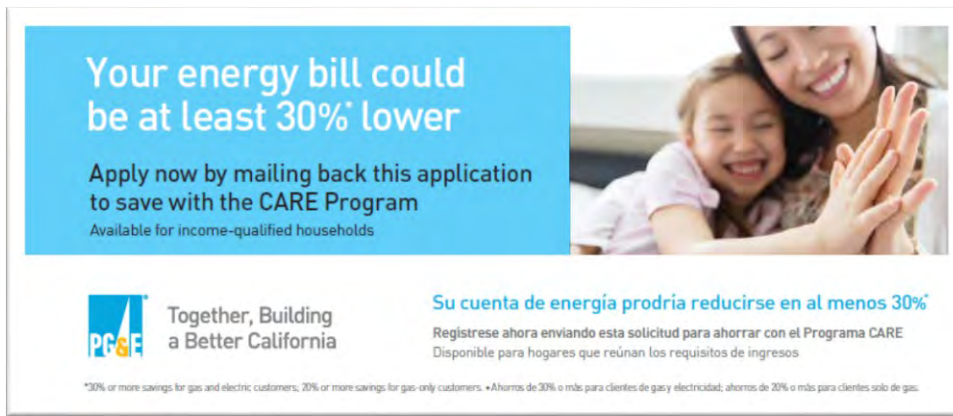 Your energy bill could
be at least 30%* lower
Apply now by mailing back this application
to save with the CARE Program
Available for income-qualified households
PG&E
Together, Building
a Better California
Su cuenta de energía prodría reducirse en al menos 30%*
Regístrese ahora enviando esta solicitud para ahorrar con el Programa CARE
Disponible para hogares que reúnan los requisitos de ingresos
*30% or more savings for gas and electric customers; 20% or more savings for gas-only customers. • Ahorros de 30% o más para clientes de gas y electricidad; ahorros de 20% o más para clientes solo de gas.